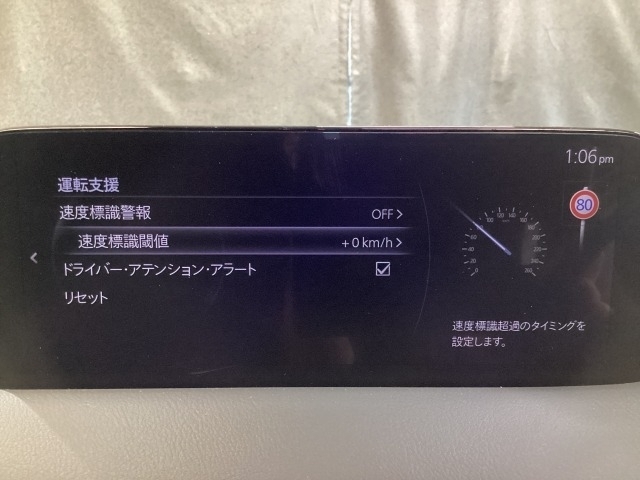 1:06 pm
運転支援
80
速度標識警報 OFF
速度標識閾値 +0 km/h
ドライバー・アテンション・アラート
リセット
速度標識超過のタイミングを
設定します。